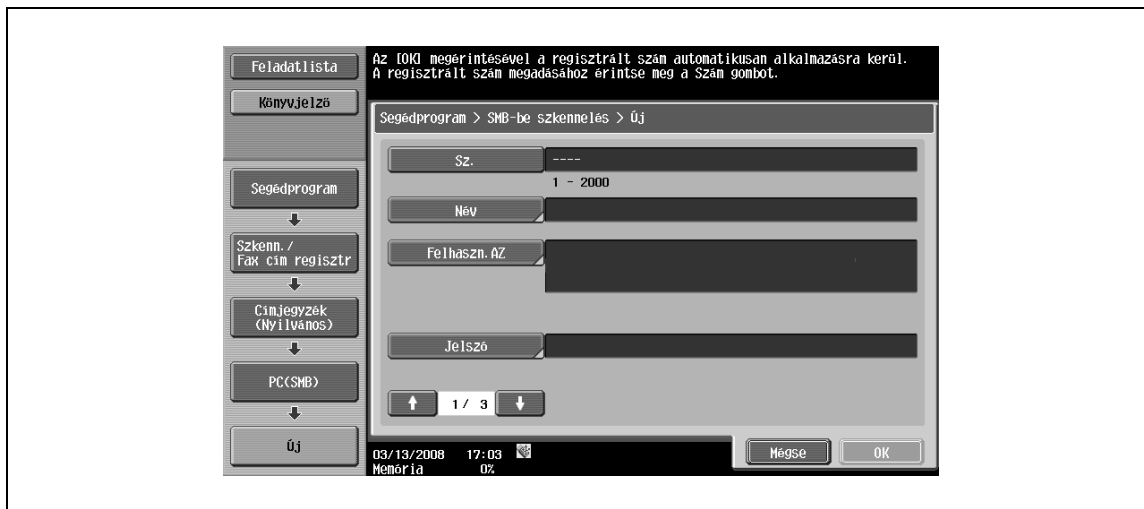 Feladatlista
Könyvjelző
Az [OK] megérintésével a regisztrált szám automatikusan alkalmazásra kerül.
A regisztrált szám megadásához érintse meg a Szám gombot.
Segédprogram > SMB-be szkennelés > Új
Segédprogram
Szkenn./
Fax cím regisztr
Címjegyzék
(Nyilvános)
PC(SMB)
Új
Sz.
----
1 - 2000
Név
Felhaszn.AZ
Jelszó
1/ 3
03/13/2008 17:03
Memória 0%
Mégse
OK